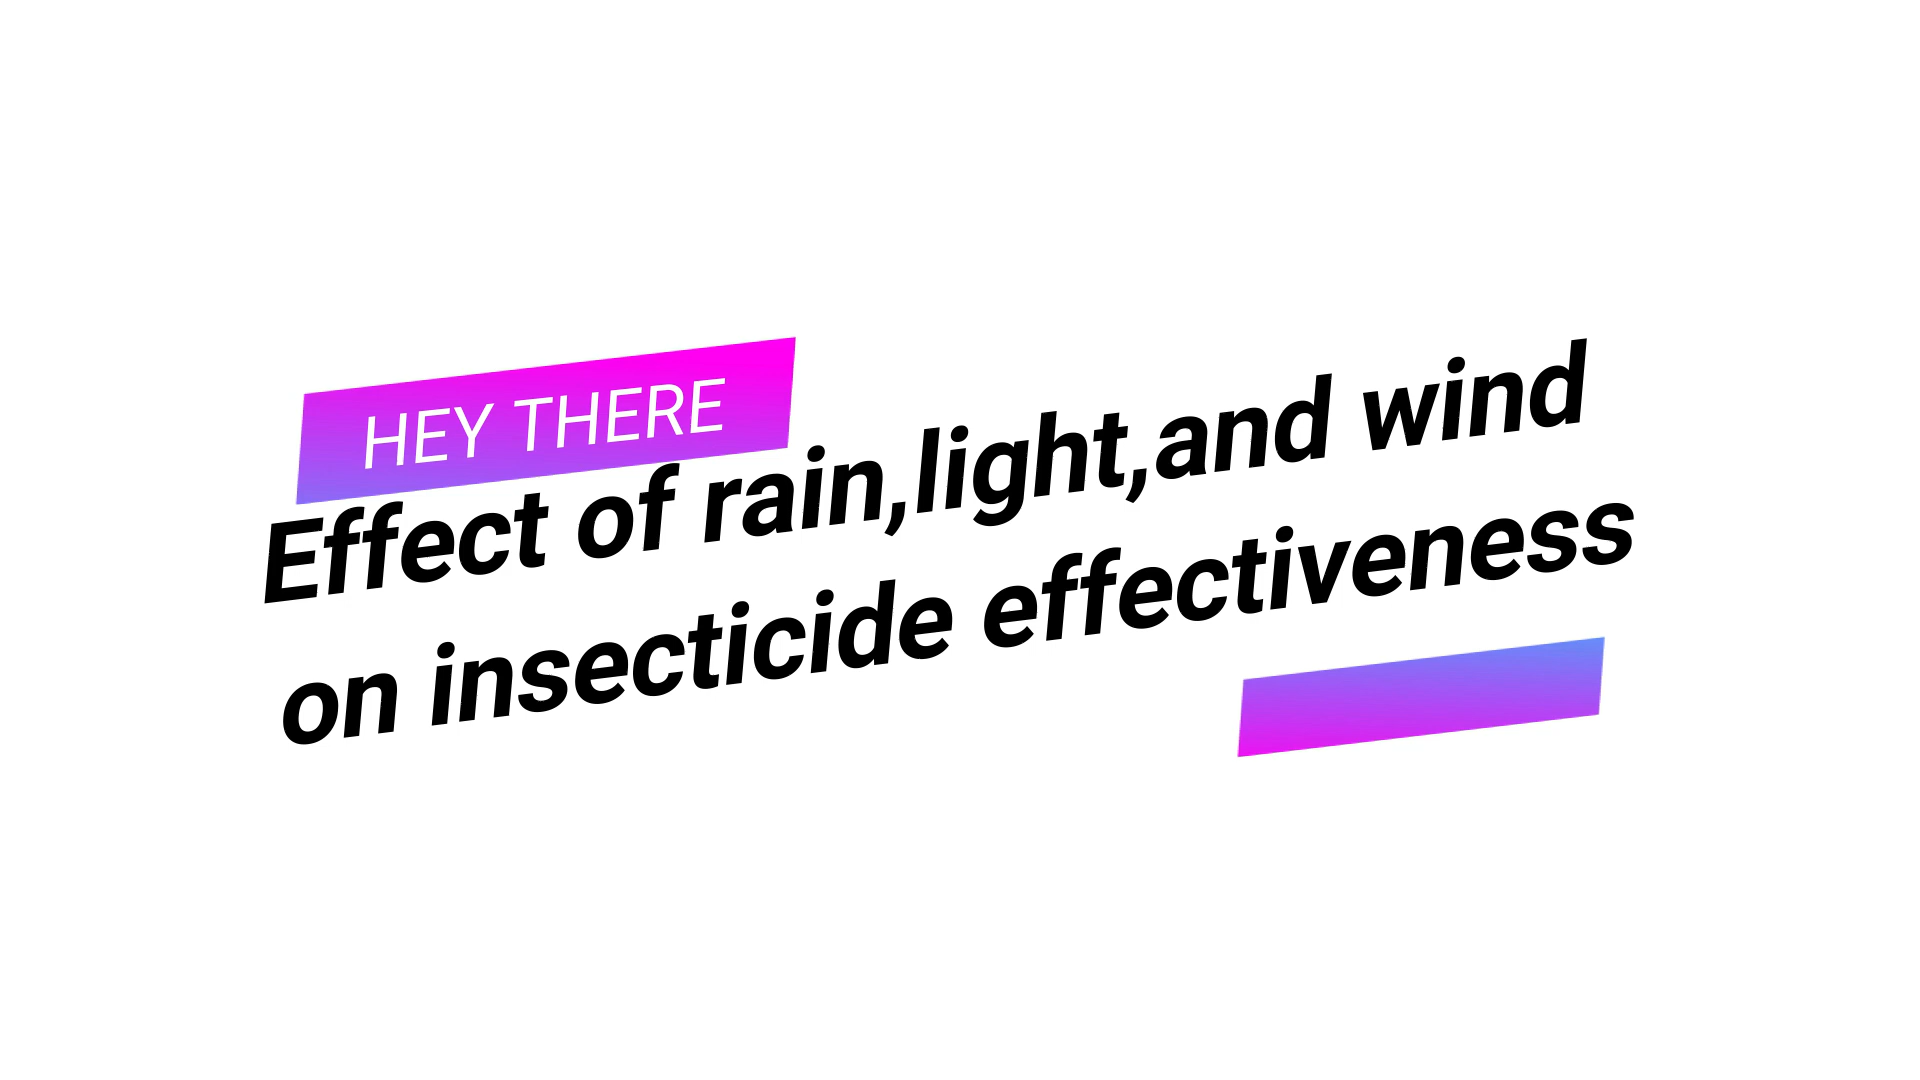 HEY THERE
Effect of rain,light,and wind
on insecticide effectiveness